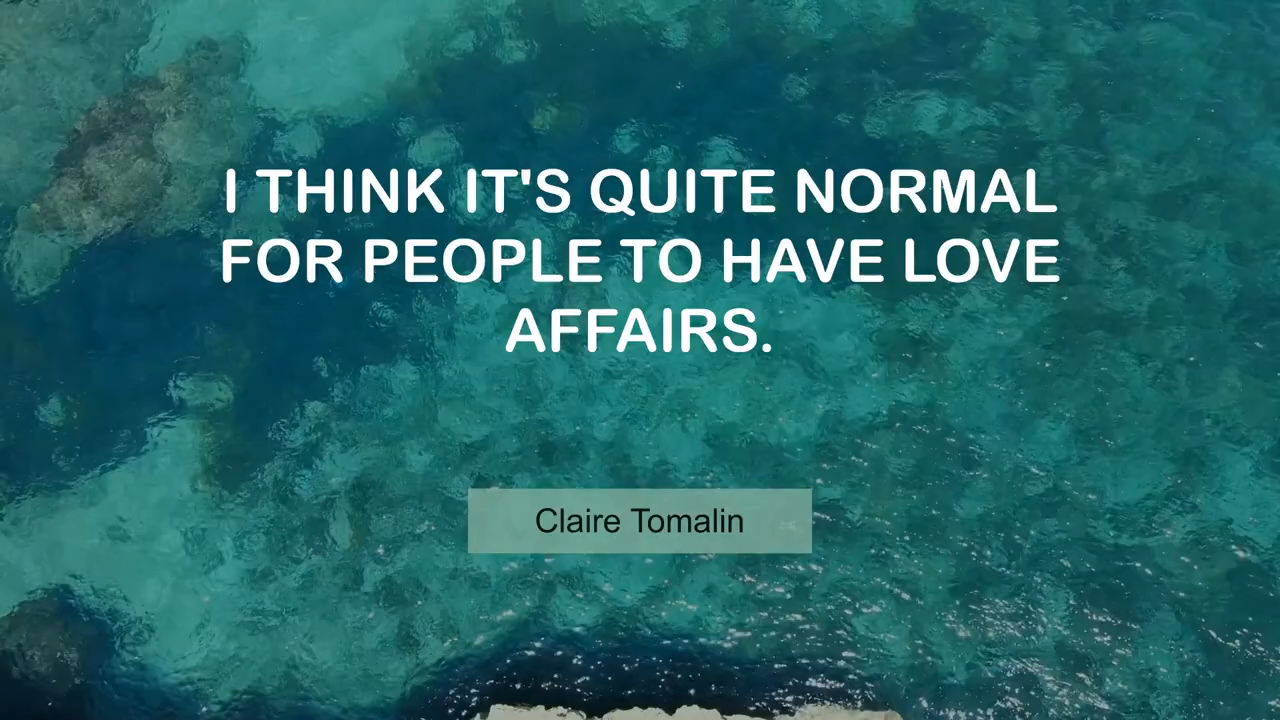 I THINK IT'S QUITE NORMAL
FOR PEOPLE TO HAVE LOVE
AFFAIRS.
Claire Tomalin